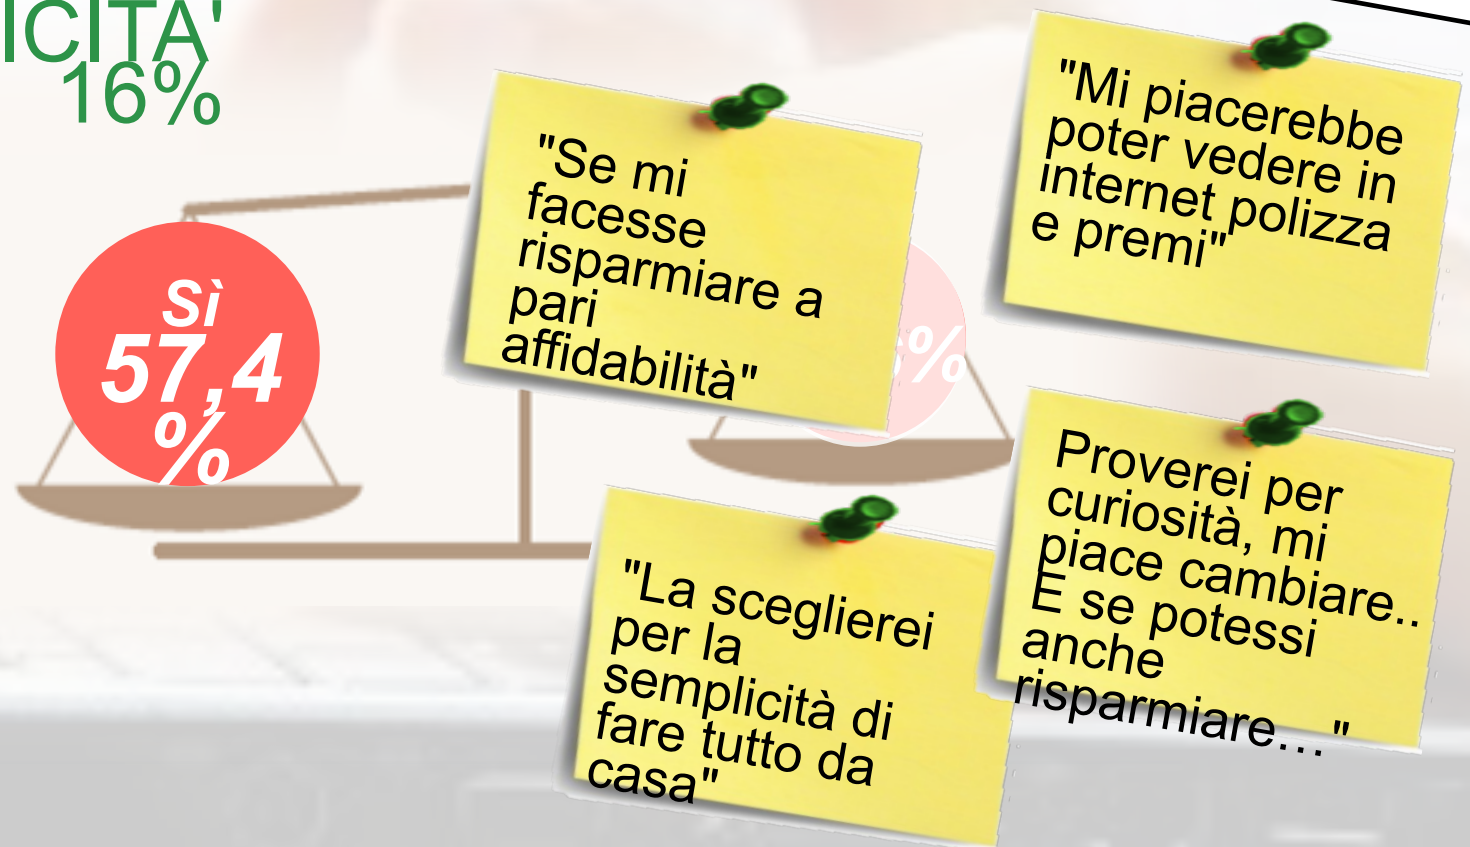 ICITA'
16%
Sì
57,4
%
"Se mi
facesse
risparmiare a
pari
affidabilità"
6%
"Mi piacerebbe
poter vedere in
internet polizza
e premi"
"La sceglierei
per la
semplicità di
fare tutto da
casa"
Proverei per
curiosità, mi
piace cambiare..
E se potessi
anche
risparmiare…"